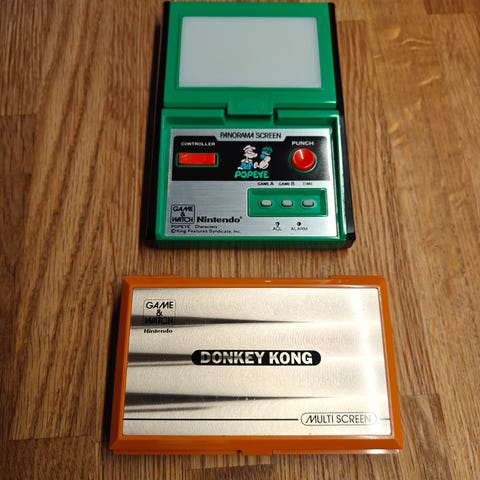 PANORAMA SCREEN
CONTROLLER
PUNCH
POPEYE
GAME A GAME B TIME
GAME
&
WATCH
Nintendo
ACL ALARM
POPEYE Characters
©King Features Syndicate, Inc.
GAME
&
WATCH
Nintendo
DONKEY KONG
MULTI SCREEN